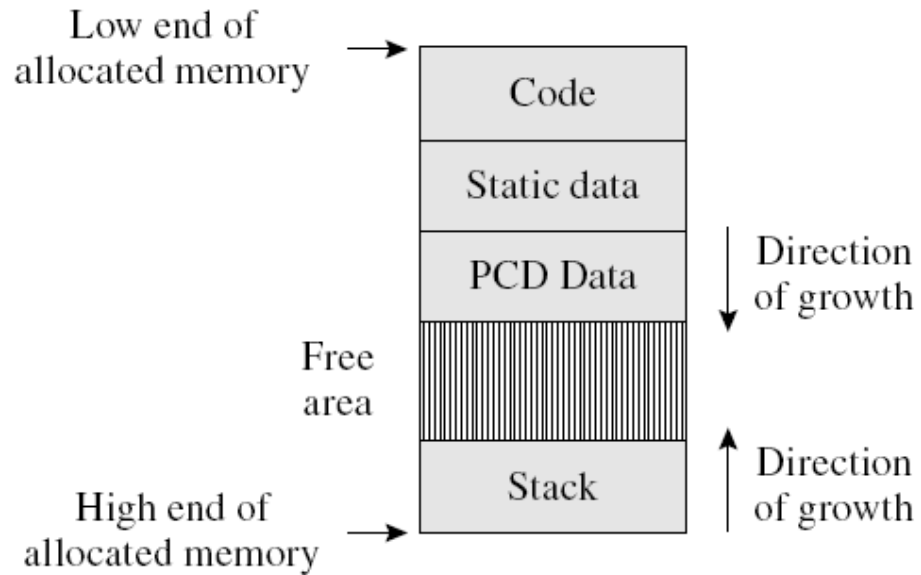 Low end of
allocated memory
Code
Static data
PCD Data
Direction
of growth
Free
area
Stack
Direction
of growth
High end of
allocated memory